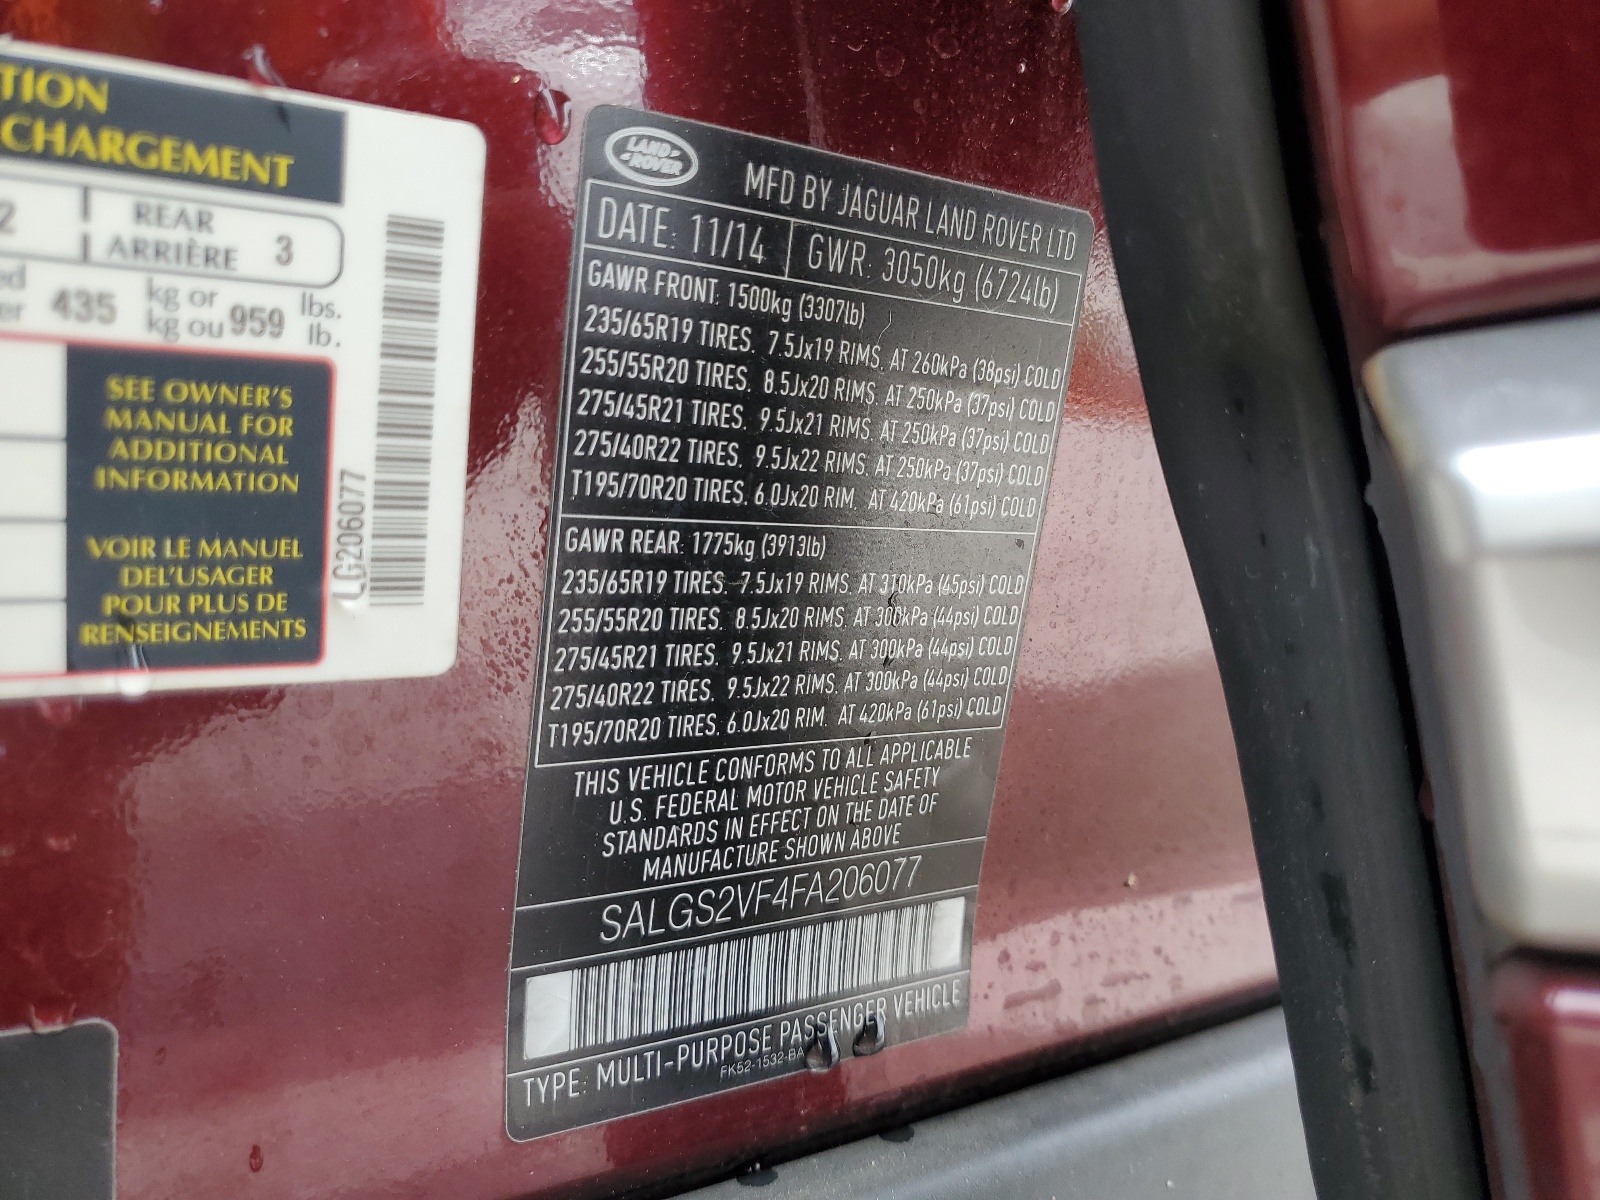 TION
CHARGEMENT
2 REAR
ARRIÈRE 3
435 kg or 959 lbs.
kg ou lb.
SEE OWNER'S
MANUAL FOR
ADDITIONAL
INFORMATION
VOIR LE MANUEL
DEL'USAGER
POUR PLUS DE
RENSEIGNEMENTS
LG206077
LAND
ROVER
MFD BY JAGUAR LAND ROVER LTD
DATE: 11/14 GWR: 3050kg (6724lb)
GAWR FRONT: 1500kg (3307lb)
235/65R19 TIRES. 7.5Jx19 RIMS. AT 260kPa (38psi) COLD
255/55R20 TIRES. 8.5Jx20 RIMS. AT 250kPa (37psi) COLD
275/45R21 TIRES. 9.5Jx21 RIMS. AT 250kPa (37psi) COLD
275/40R22 TIRES. 9.5Jx22 RIMS. AT 250kPa (37psi) COLD
T195/70R20 TIRES. 6.0Jx20 RIM. AT 420kPa (61psi) COLD
GAWR REAR: 1775kg (3913lb)
235/65R19 TIRES. 7.5Jx19 RIMS. AT 310kPa (45psi) COLD
255/55R20 TIRES. 8.5Jx20 RIMS. AT 300kPa (44psi) COLD
275/45R21 TIRES. 9.5Jx21 RIMS. AT 300kPa (44psi) COLD
275/40R22 TIRES. 9.5Jx22 RIMS. AT 300kPa (44psi) COLD
T195/70R20 TIRES. 6.0Jx20 RIM. AT 420kPa (61psi) COLD
THIS VEHICLE CONFORMS TO ALL APPLICABLE
U.S. FEDERAL MOTOR VEHICLE SAFETY
STANDARDS IN EFFECT ON THE DATE OF
MANUFACTURE SHOWN ABOVE
SALGS2VF4FA206077
TYPE: MULTI-PURPOSE PASSENGER VEHICLE
FK52-1532-BA